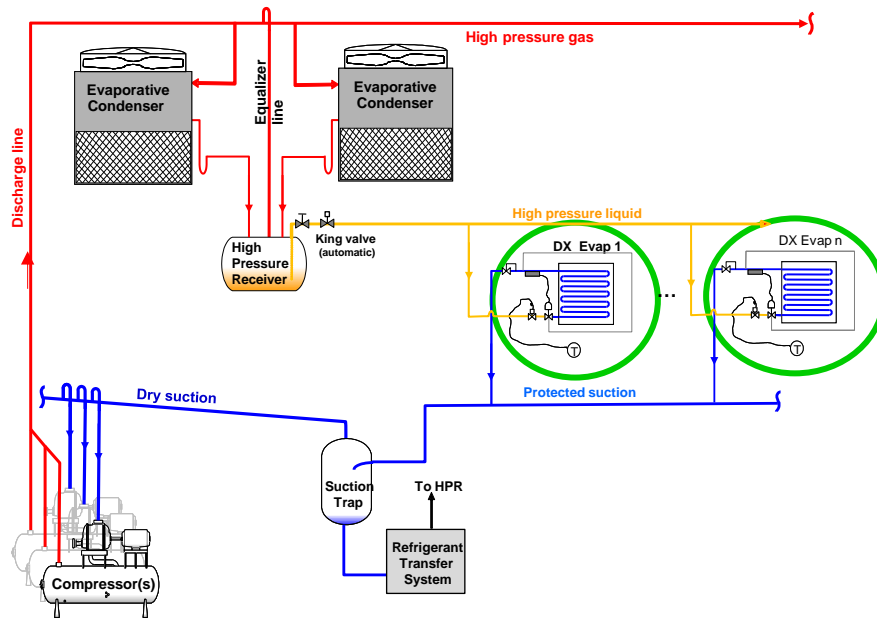 High pressure gas
Evaporative
Condenser
Equalizer
line
Evaporative
Condenser
Discharge line
High
Pressure
Receiver
King valve
(automatic)
High pressure liquid
DX Evap 1
DX Evap n
...
T
T
Dry suction
Protected suction
Suction
Trap
To HPR
Refrigerant
Transfer
System
Compressor(s)